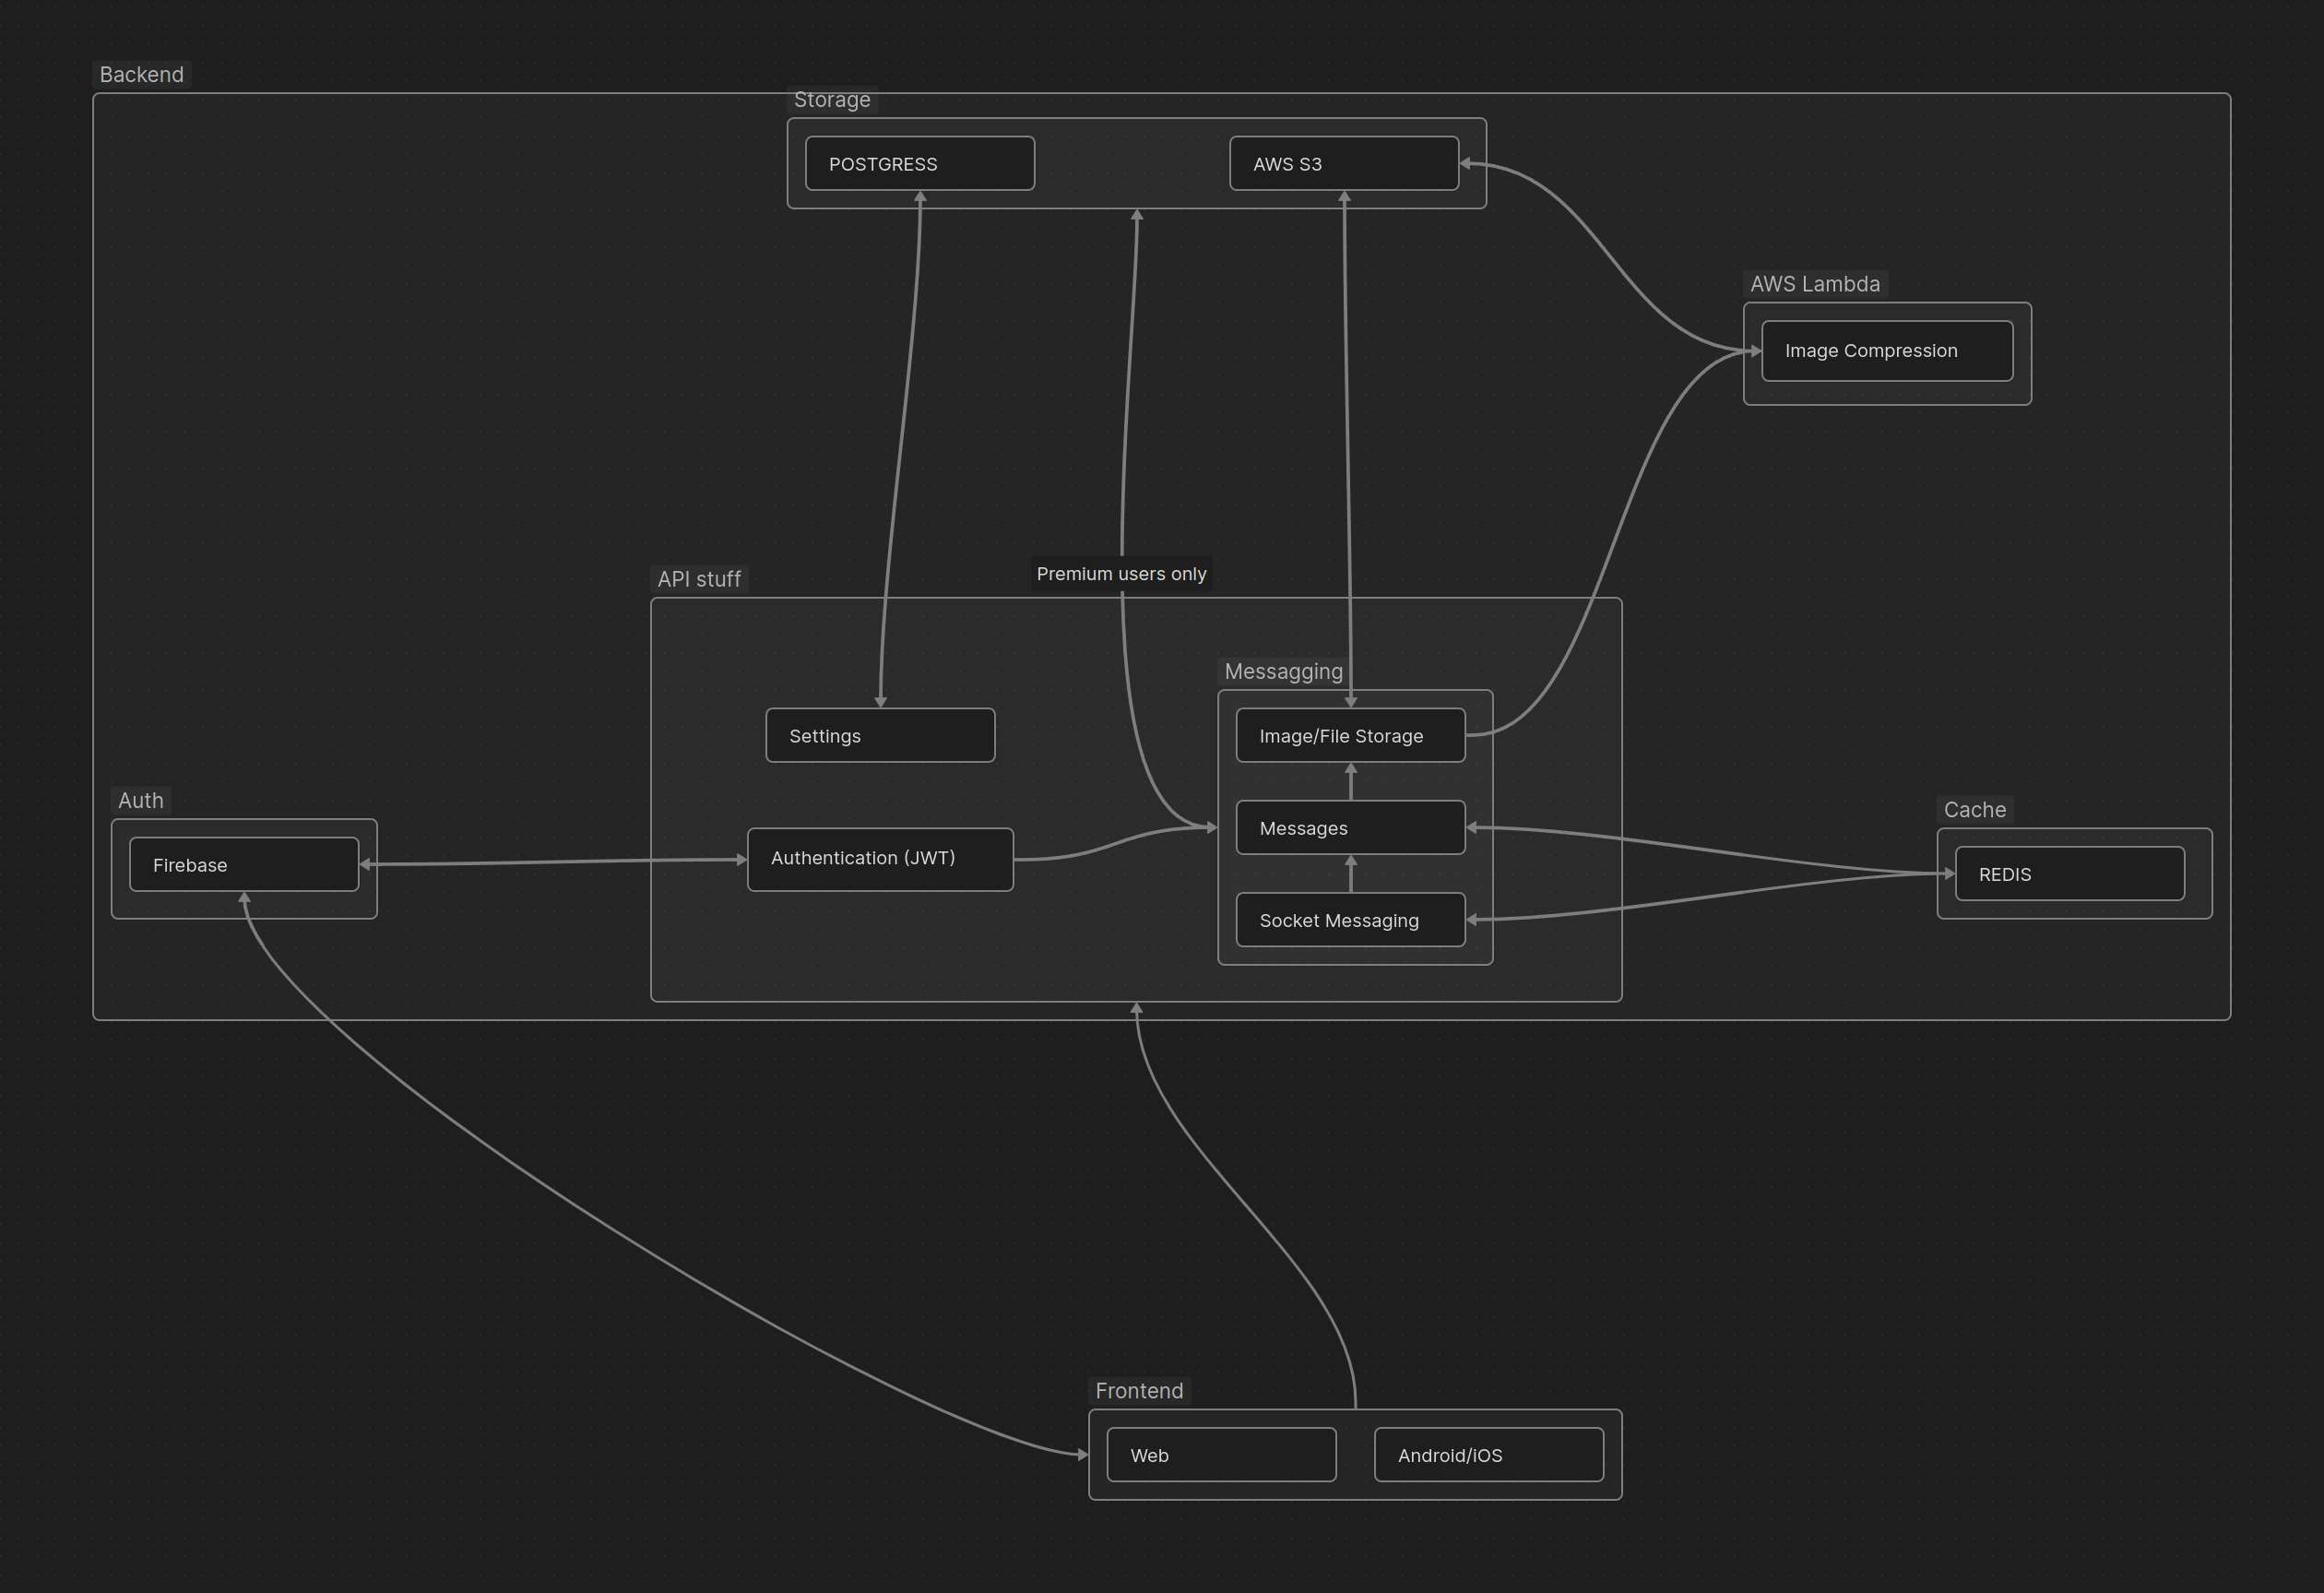 Backend
Storage
POSTGRESS
AWS S3
AWS Lambda
Image Compression
Premium users only
API stuff
Messagging
Settings
Image/File Storage
Auth
Firebase
Authentication (JWT)
Messages
Socket Messaging
Cache
REDIS
Frontend
Web
Android/iOS